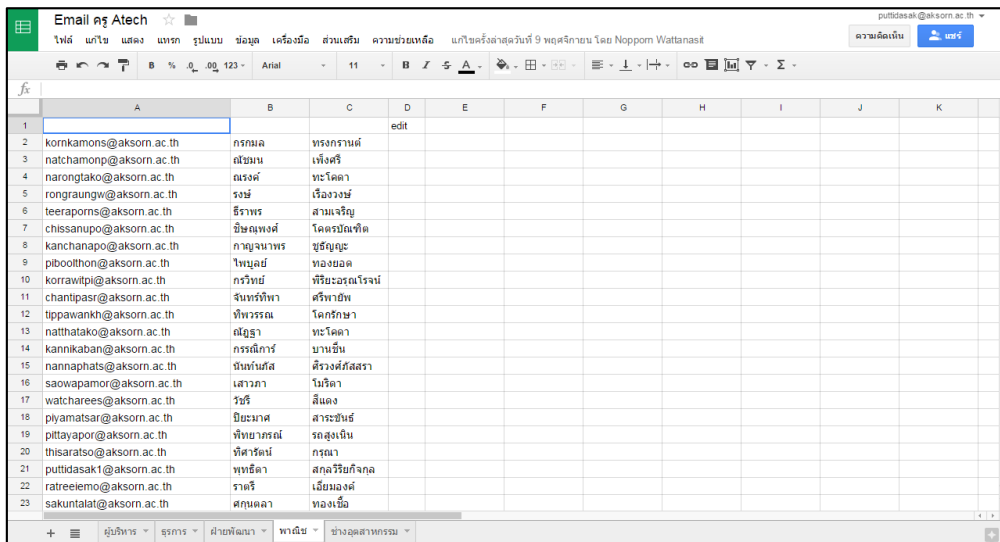 Email ครู Atech
puttidasak@aksorn.ac.th
ไฟล์ แก้ไข แสดง แทรก รูปแบบ ข้อมูล เครื่องมือ ส่วนเสริม ความช่วยเหลือ แก้ไขครั้งล่าสุดวันที่ 9 พฤศจิกายน โดย Nopporn Wattanasit
ความคิดเห็น แชร์
B % .0 .00 123 Arial 11 B I S A
fx
A B C D E F G H I J K
1 edit
2 kornkamons@aksorn.ac.th กรกมล ทรงกรานต์
3 natchamonp@aksorn.ac.th ณัชมน เพ็งศรี
4 narongtako@aksorn.ac.th ณรงค์ ทะโคดา
5 rongraungw@aksorn.ac.th รงษ์ เรืองวงษ์
6 teeraporns@aksorn.ac.th ธีราพร สามเจริญ
7 chissanupo@aksorn.ac.th ชิษณุพงศ์ โคตรบัณฑิต
8 kanchanapo@aksorn.ac.th กาญจนาพร ชูธัญญะ
9 piboolthon@aksorn.ac.th ไพบูลย์ ทองยอด
10 korrawitpi@aksorn.ac.th กรวิทย์ พิริยะอรุณโรจน์
11 chantipasr@aksorn.ac.th จันทร์ทิพา ศรีพายัพ
12 tippawankh@aksorn.ac.th ทิพวรรณ โคกรักษา
13 natthatako@aksorn.ac.th ณัฏฐา ทะโคดา
14 kannikaban@aksorn.ac.th กรรณิการ์ บานชื่น
15 nannaphats@aksorn.ac.th นันท์นภัส ศิรวงศ์ภัสสรา
16 saowapamor@aksorn.ac.th เสาวภา โมริดา
17 watcharees@aksorn.ac.th วัชรี สีแดง
18 piyamatsar@aksorn.ac.th ปิยะมาศ สาระขันธ์
19 pittayapor@aksorn.ac.th พิทยาภรณ์ รถสูงเนิน
20 thisaratso@aksorn.ac.th ทิศารัตน์ กรุณา
21 puttidasak1@aksorn.ac.th พุทธิดา สกุลวิริยกิจกุล
22 ratreeiemo@aksorn.ac.th ราตรี เอี่ยมองค์
23 sakuntalat@aksorn.ac.th ศกุนตลา ทองเชื้อ
ผู้บริหาร ธุรการ ฝ่ายพัฒนา พาณิช ช่างอุตสาหกรรม